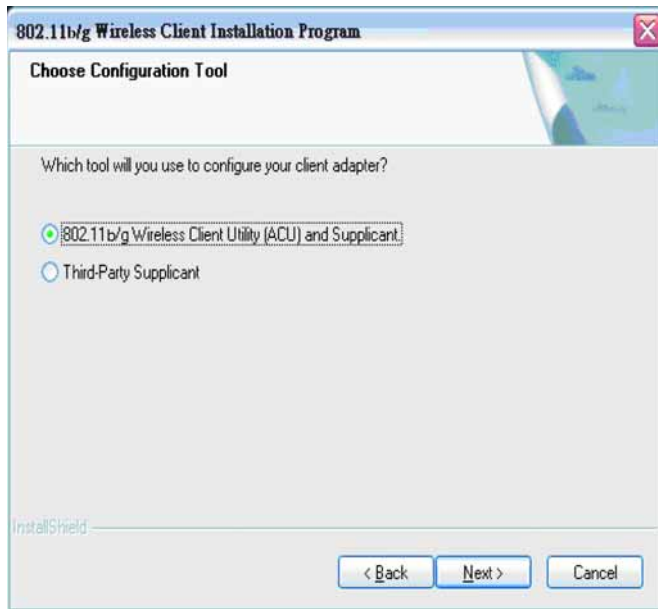 802.11b/g Wireless Client Installation Program
Choose Configuration Tool
Which tool will you use to configure your client adapter?
802.11b/g Wireless Client Utility (ACU) and Supplicant.
Third-Party Supplicant
InstallShield
< Back
Next >
Cancel